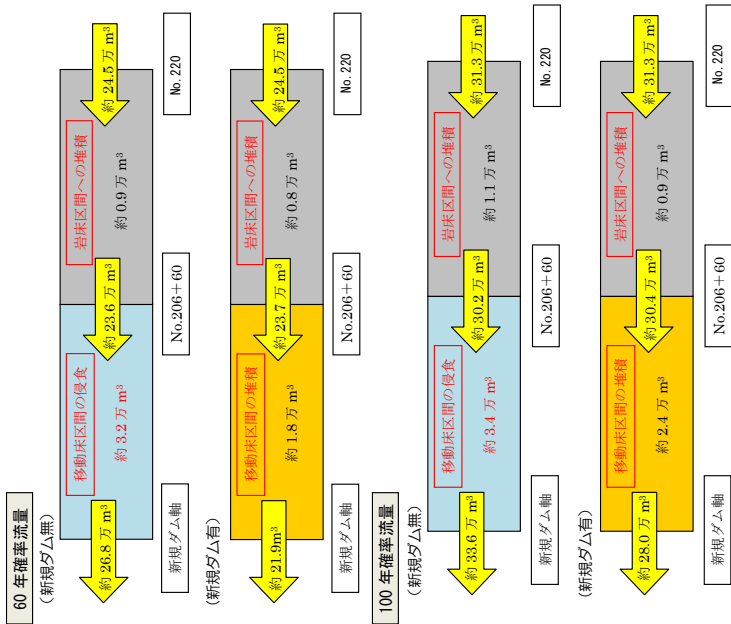 60 年確率流量
（新規ダム無）
約 26.8 万 m³
移動床区間の侵食
約 3.2 万 m³
約 23.6 万 m³
岩床区間への堆積
約 0.9 万 m³
約 24.5 万 m³
新規ダム軸
No.206＋60
No.220
（新規ダム有）
約 21.9m³
移動床区間の堆積
約 1.8 万 m³
約 23.7 万 m³
岩床区間への堆積
約 0.8 万 m³
約 24.5 万 m³
新規ダム軸
No.206＋60
No.220
100 年確率流量
（新規ダム無）
約 33.6 万 m³
移動床区間の侵食
約 3.4 万 m³
約 30.2 万 m³
岩床区間への堆積
約 1.1 万 m³
約 31.3 万 m³
新規ダム軸
No.206＋60
No.220
（新規ダム有）
約 28.0 万 m³
移動床区間の堆積
約 2.4 万 m³
約 30.4 万 m³
岩床区間への堆積
約 0.9 万 m³
約 31.3 万 m³
新規ダム軸
No.206＋60
No.220